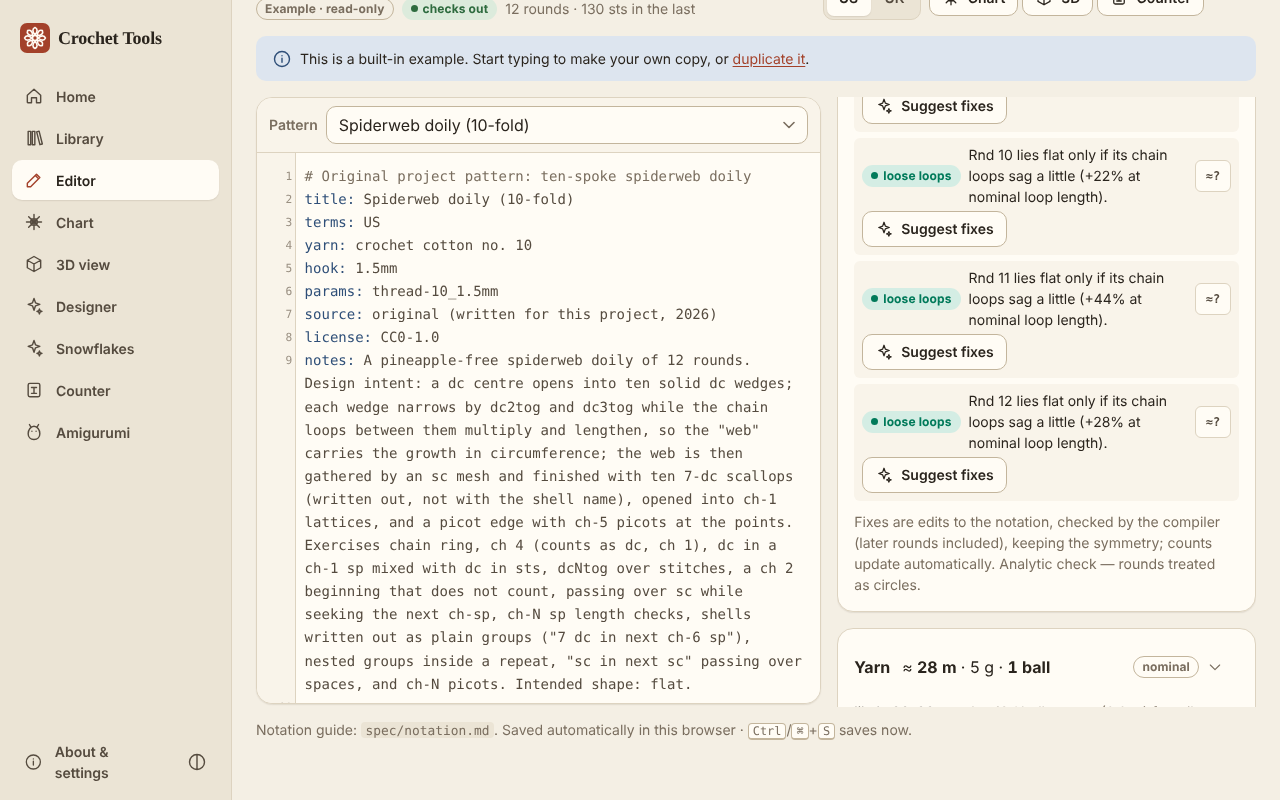 Crochet Tools
Home
Library
Editor
Chart
3D view
Designer
Snowflakes
Counter
Amigurumi
About &
settings
Example · read-only
checks out
12 rounds · 130 sts in the last
This is a built-in example. Start typing to make your own copy, or duplicate it.
Pattern
Spiderweb doily (10-fold)
1 # Original project pattern: ten-spoke spiderweb doily
2 title: Spiderweb doily (10-fold)
3 terms: US
4 yarn: crochet cotton no. 10
5 hook: 1.5mm
6 params: thread-10_1.5mm
7 source: original (written for this project, 2026)
8 license: CC0-1.0
9 notes: A pineapple-free spiderweb doily of 12 rounds.
Design intent: a dc centre opens into ten solid dc wedges;
each wedge narrows by dc2tog and dc3tog while the chain
loops between them multiply and lengthen, so the "web"
carries the growth in circumference; the web is then
gathered by an sc mesh and finished with ten 7-dc scallops
(written out, not with the shell name), opened into ch-1
lattices, and a picot edge with ch-5 picots at the points.
Exercises chain ring, ch 4 (counts as dc, ch 1), dc in a
ch-1 sp mixed with dc in sts, dcNtog over stitches, a ch 2
beginning that does not count, passing over sc while
seeking the next ch-sp, ch-N sp length checks, shells
written out as plain groups ("7 dc in next ch-6 sp"),
nested groups inside a repeat, "sc in next sc" passing over
spaces, and ch-N picots. Intended shape: flat.
Notation guide: spec/notation.md. Saved automatically in this browser · Ctrl/⌘+S saves now.
Suggest fixes
loose loops
Rnd 10 lies flat only if its chain
loops sag a little (+22% at
nominal loop length).
≈?
Suggest fixes
loose loops
Rnd 11 lies flat only if its chain
loops sag a little (+44% at
nominal loop length).
≈?
Suggest fixes
loose loops
Rnd 12 lies flat only if its chain
loops sag a little (+28% at
nominal loop length).
≈?
Suggest fixes
Fixes are edits to the notation, checked by the compiler
(later rounds included), keeping the symmetry; counts
update automatically. Analytic check — rounds treated
as circles.
Yarn ≈ 28 m · 5 g · 1 ball
nominal